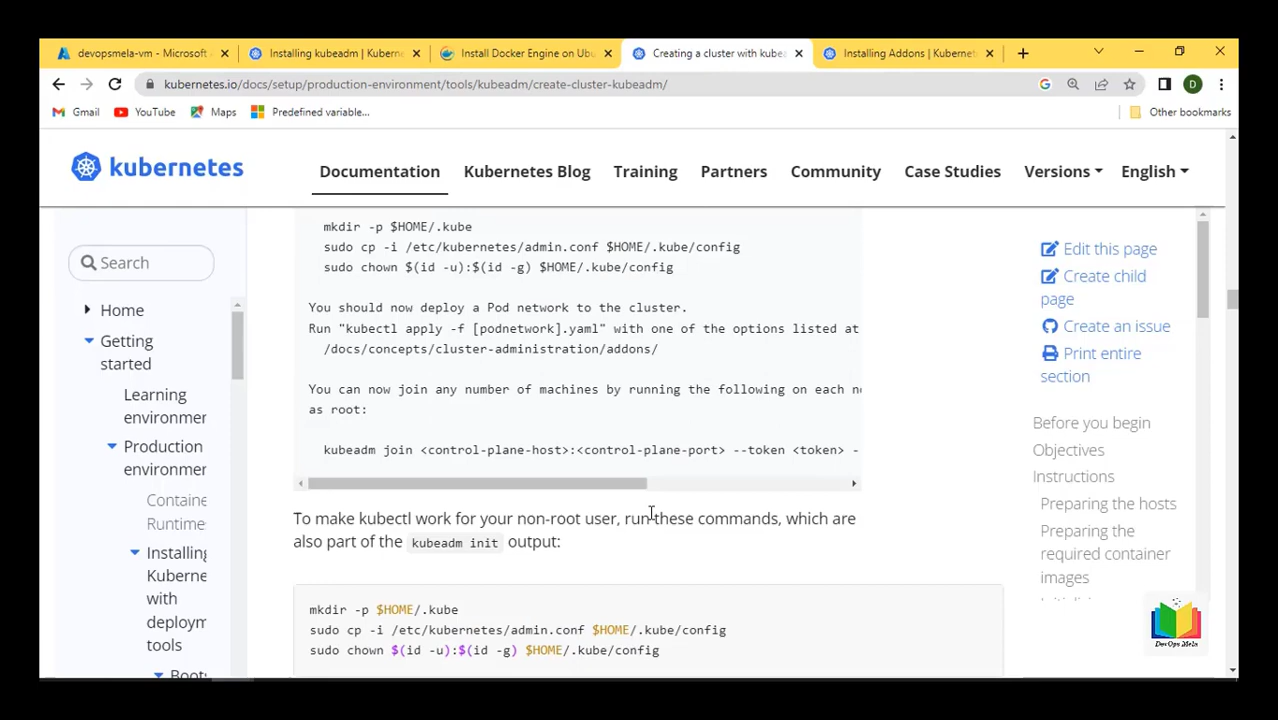 devopsmela-vm - Microsoft
Installing kubeadm | Kuberne
Install Docker Engine on Ubu
Creating a cluster with kubea
Installing Addons | Kubernet
kubernetes.io/docs/setup/production-environment/tools/kubeadm/create-cluster-kubeadm/
D
Gmail
YouTube
Maps
Predefined variable...
Other bookmarks
kubernetes
Documentation
Kubernetes Blog
Training
Partners
Community
Case Studies
Versions
English
Search
Home
Getting
started
Learning
environmen
Production
environme
Containe
Runtime
Installing
Kuberne
with
deploym
tools
Boot
mkdir -p $HOME/.kube
sudo cp -i /etc/kubernetes/admin.conf $HOME/.kube/config
sudo chown $(id -u):$(id -g) $HOME/.kube/config
You should now deploy a Pod network to the cluster.
Run "kubectl apply -f [podnetwork].yaml" with one of the options listed at
/docs/concepts/cluster-administration/addons/
You can now join any number of machines by running the following on each no
as root:
kubeadm join <control-plane-host>:<control-plane-port> --token <token> -
To make kubectl work for your non-root user, run these commands, which are
also part of the kubeadm init output:
mkdir -p $HOME/.kube
sudo cp -i /etc/kubernetes/admin.conf $HOME/.kube/config
sudo chown $(id -u):$(id -g) $HOME/.kube/config
Edit this page
Create child
page
Create an issue
Print entire
section
Before you begin
Objectives
Instructions
Preparing the hosts
Preparing the
required container
images
DevOps Mela